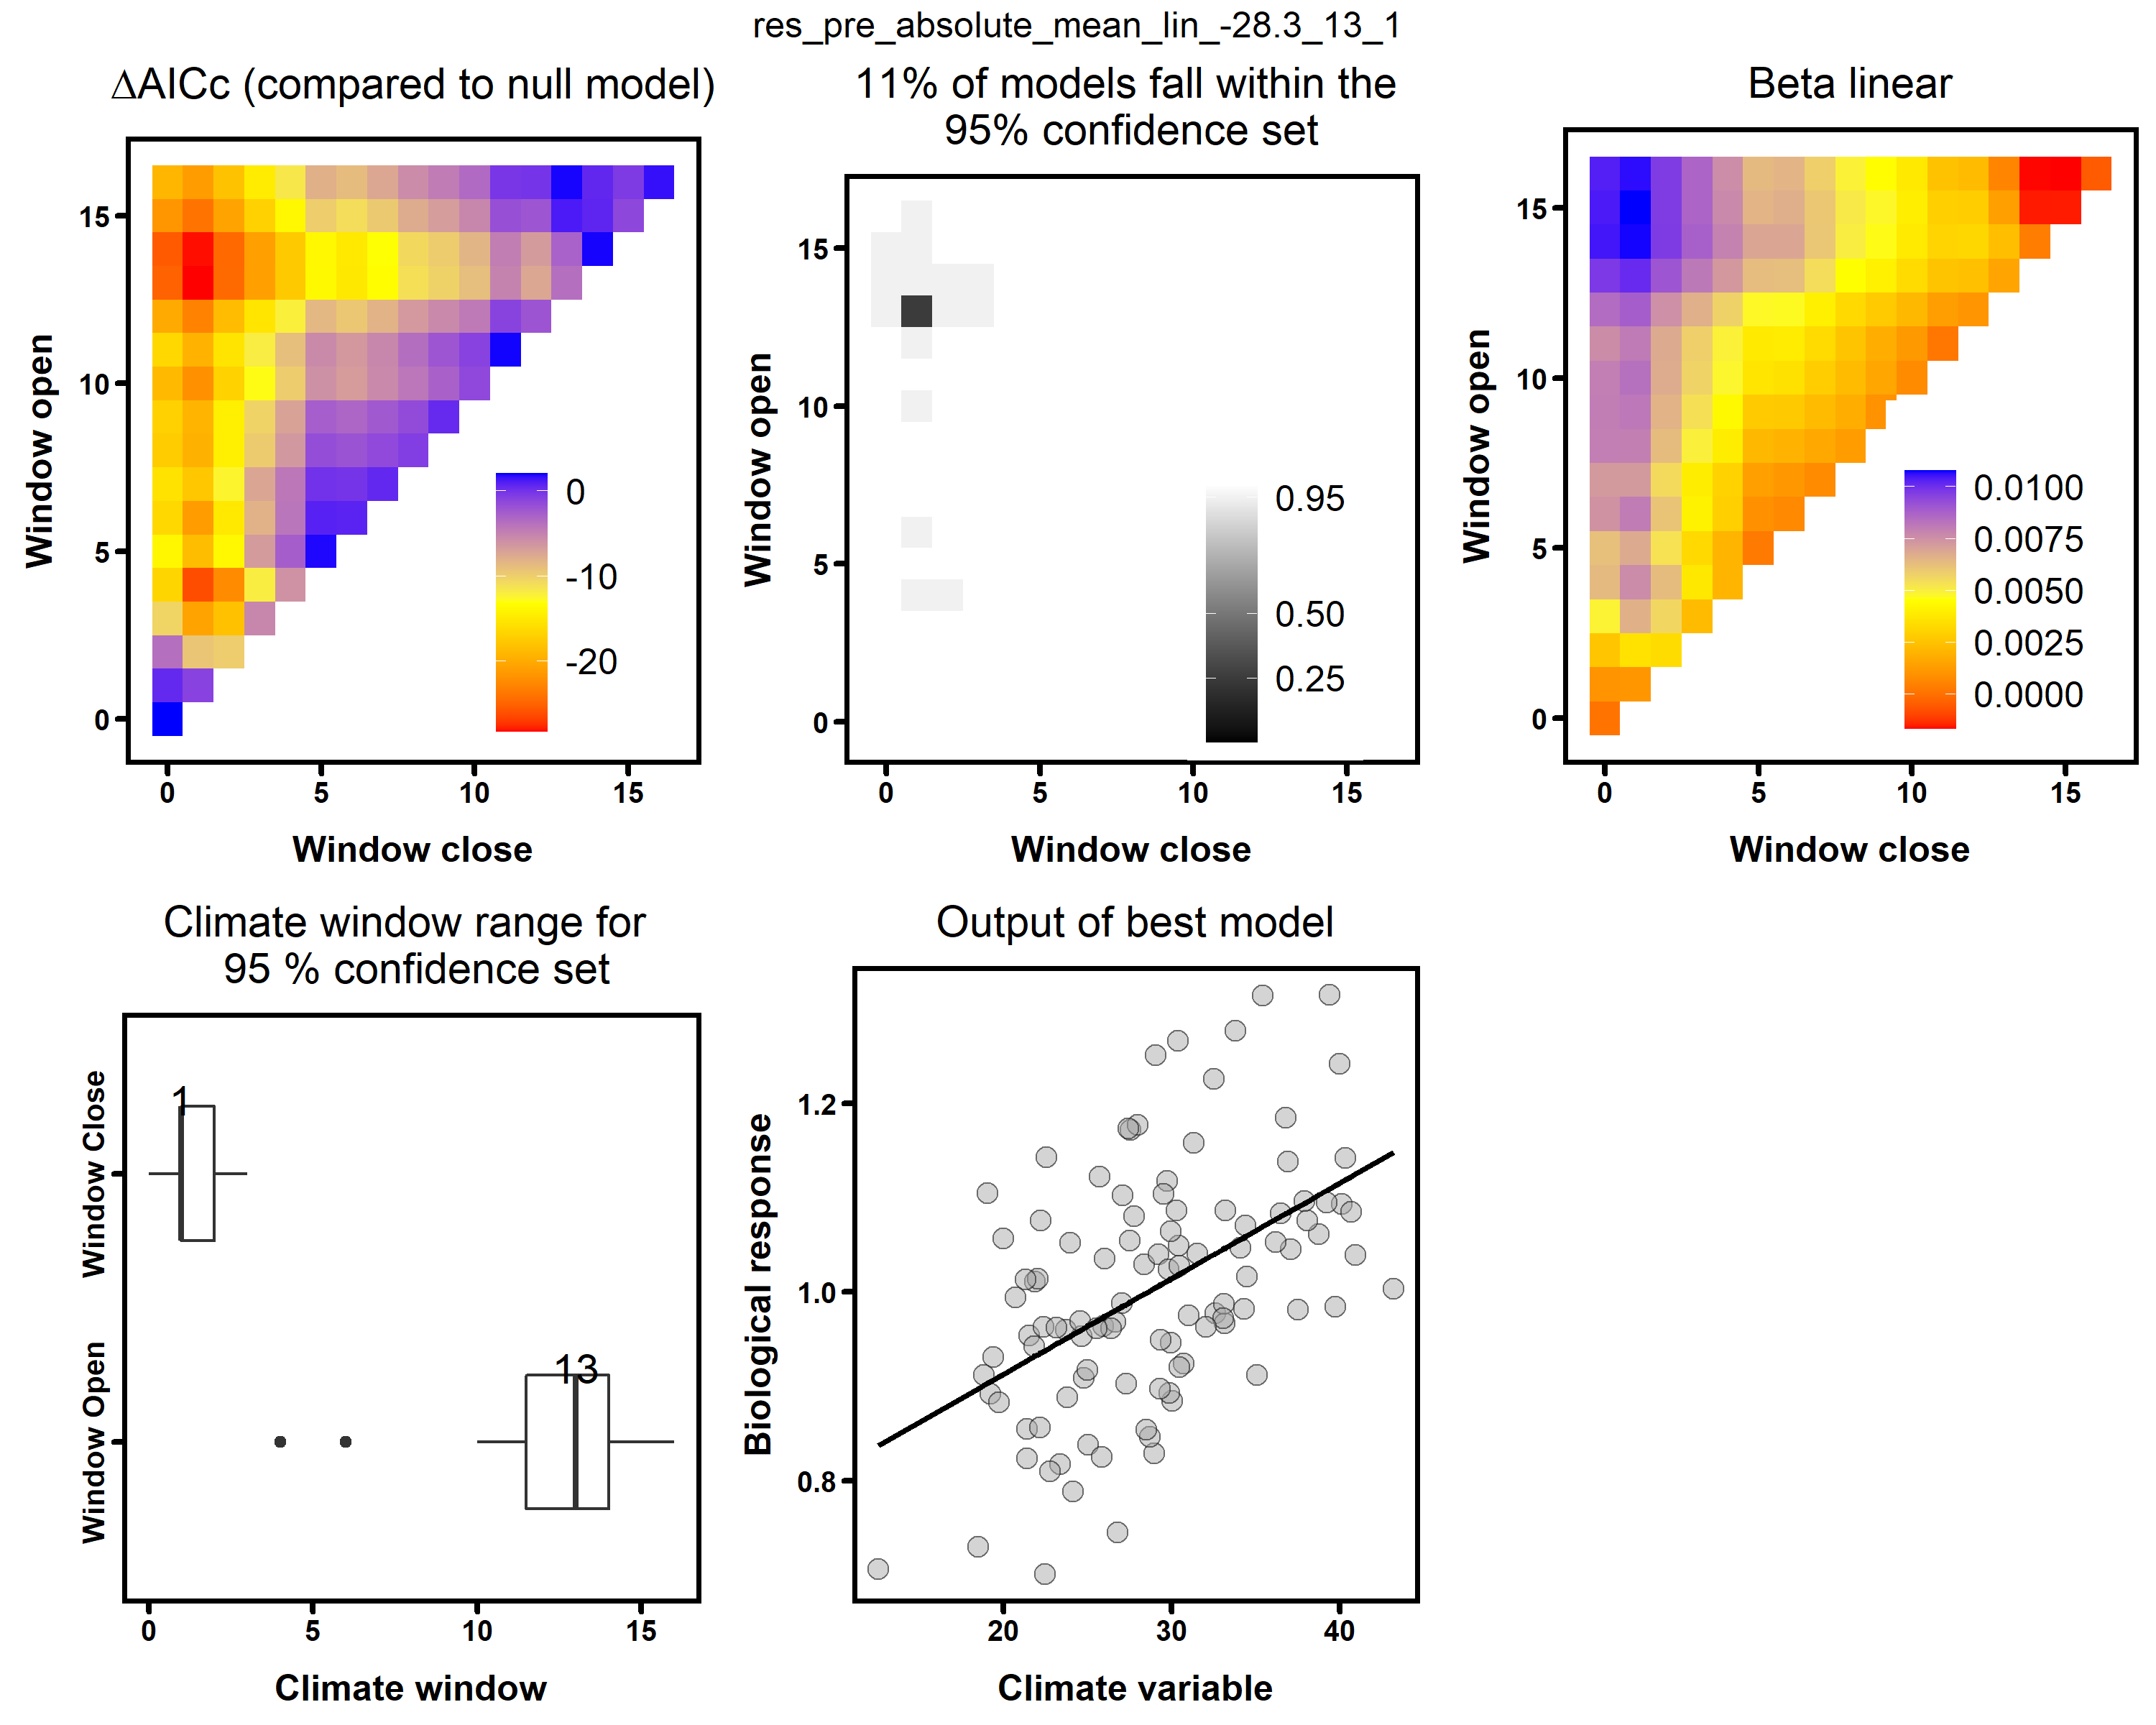 res_pre_absolute_mean_lin_-28.3_13_1
ΔAICc (compared to null model)
Window open
15
10
5
0
0
-10
-20
0
5
10
15
Window close
11% of models fall within the
95% confidence set
Window open
15
10
5
0
0.95
0.50
0.25
0
5
10
15
Window close
Beta linear
Window open
15
10
5
0
0.0100
0.0075
0.0050
0.0025
0.0000
0
5
10
15
Window close
Climate window range for
95 % confidence set
Window Close
1
Window Open
13
0
5
10
15
Climate window
Output of best model
Biological response
1.2
1.0
0.8
20
30
40
Climate variable